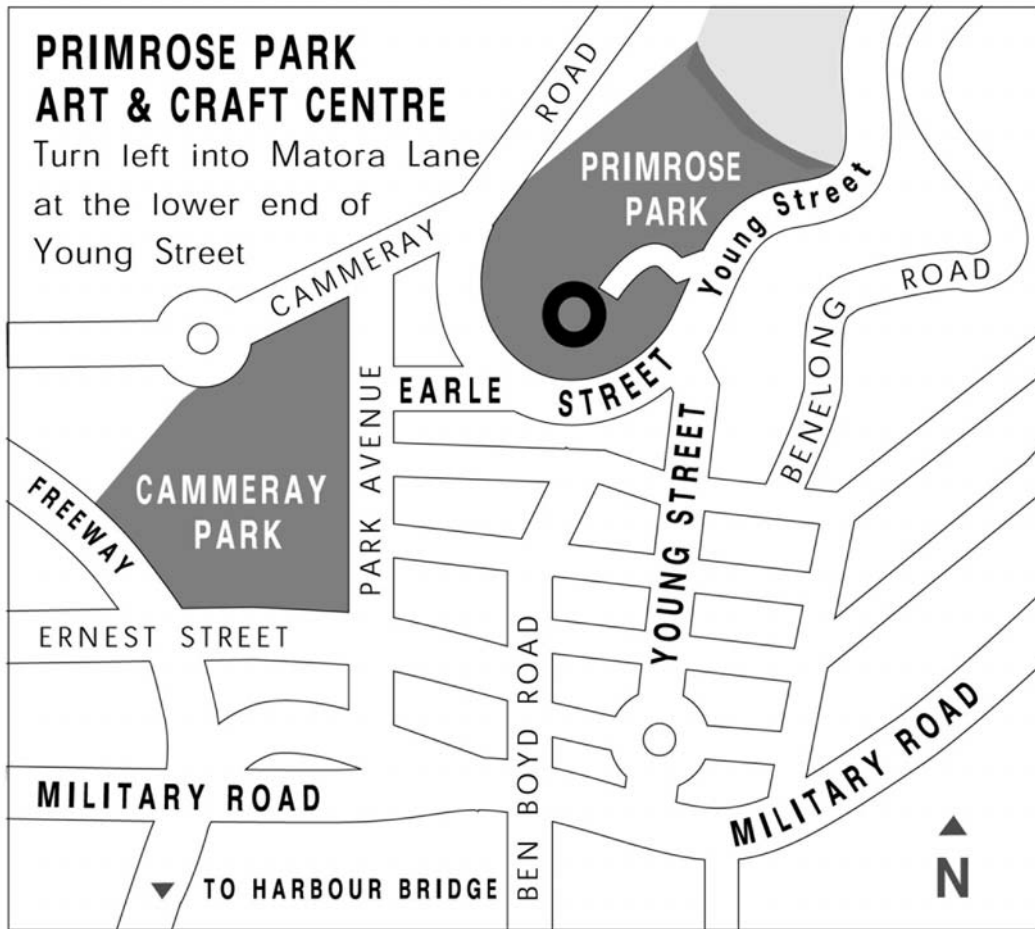 PRIMROSE PARK
ART & CRAFT CENTRE
Turn left into Matora Lane
at the lower end of
Young Street
ROAD
CAMMERAY
PRIMROSE
PARK
Young Street
ROAD
BENELONG
EARLE STREET
PARK AVENUE
CAMMERAY
PARK
FREEWAY
YOUNG STREET
ERNEST STREET
BEN BOYD ROAD
MILITARY ROAD
MILITARY ROAD
TO HARBOUR BRIDGE
N